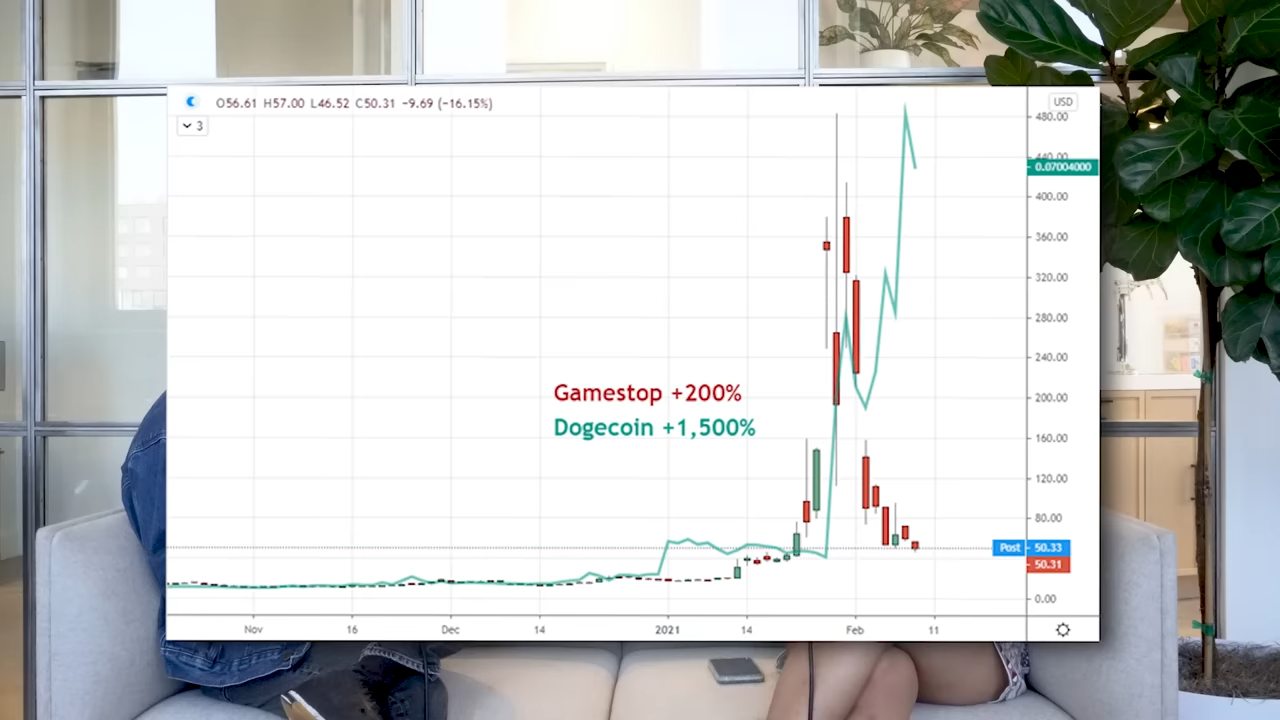 O56.61 H57.00 L46.52 C50.31 −9.69 (−16.15%)
3
USD
480.00
440.00
0.07004000
400.00
360.00
320.00
280.00
240.00
200.00
Gamestop +200%
Dogecoin +1,500%
160.00
120.00
80.00
Post 50.33
50.31
0.00
Nov 16 Dec 14 2021 14 Feb 11